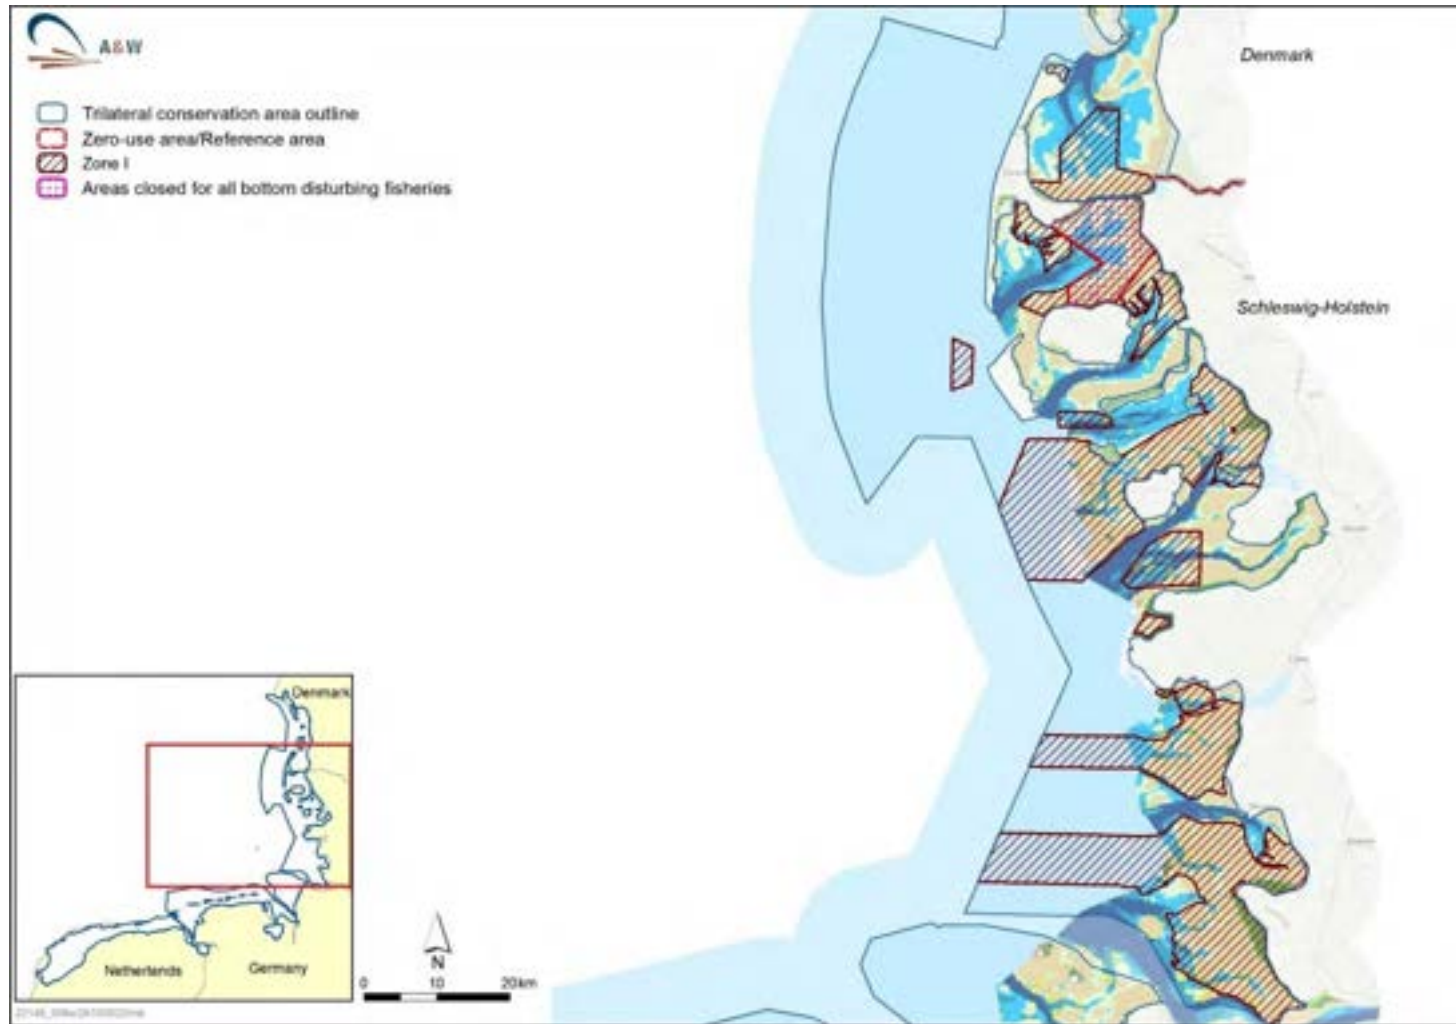 A&W
Trilateral conservation area outline
Zero-use area/Reference area
Zone I
Areas closed for all bottom disturbing fisheries
Denmark
Schleswig-Holstein
Denmark
Netherlands
Germany
N
0 10 20km